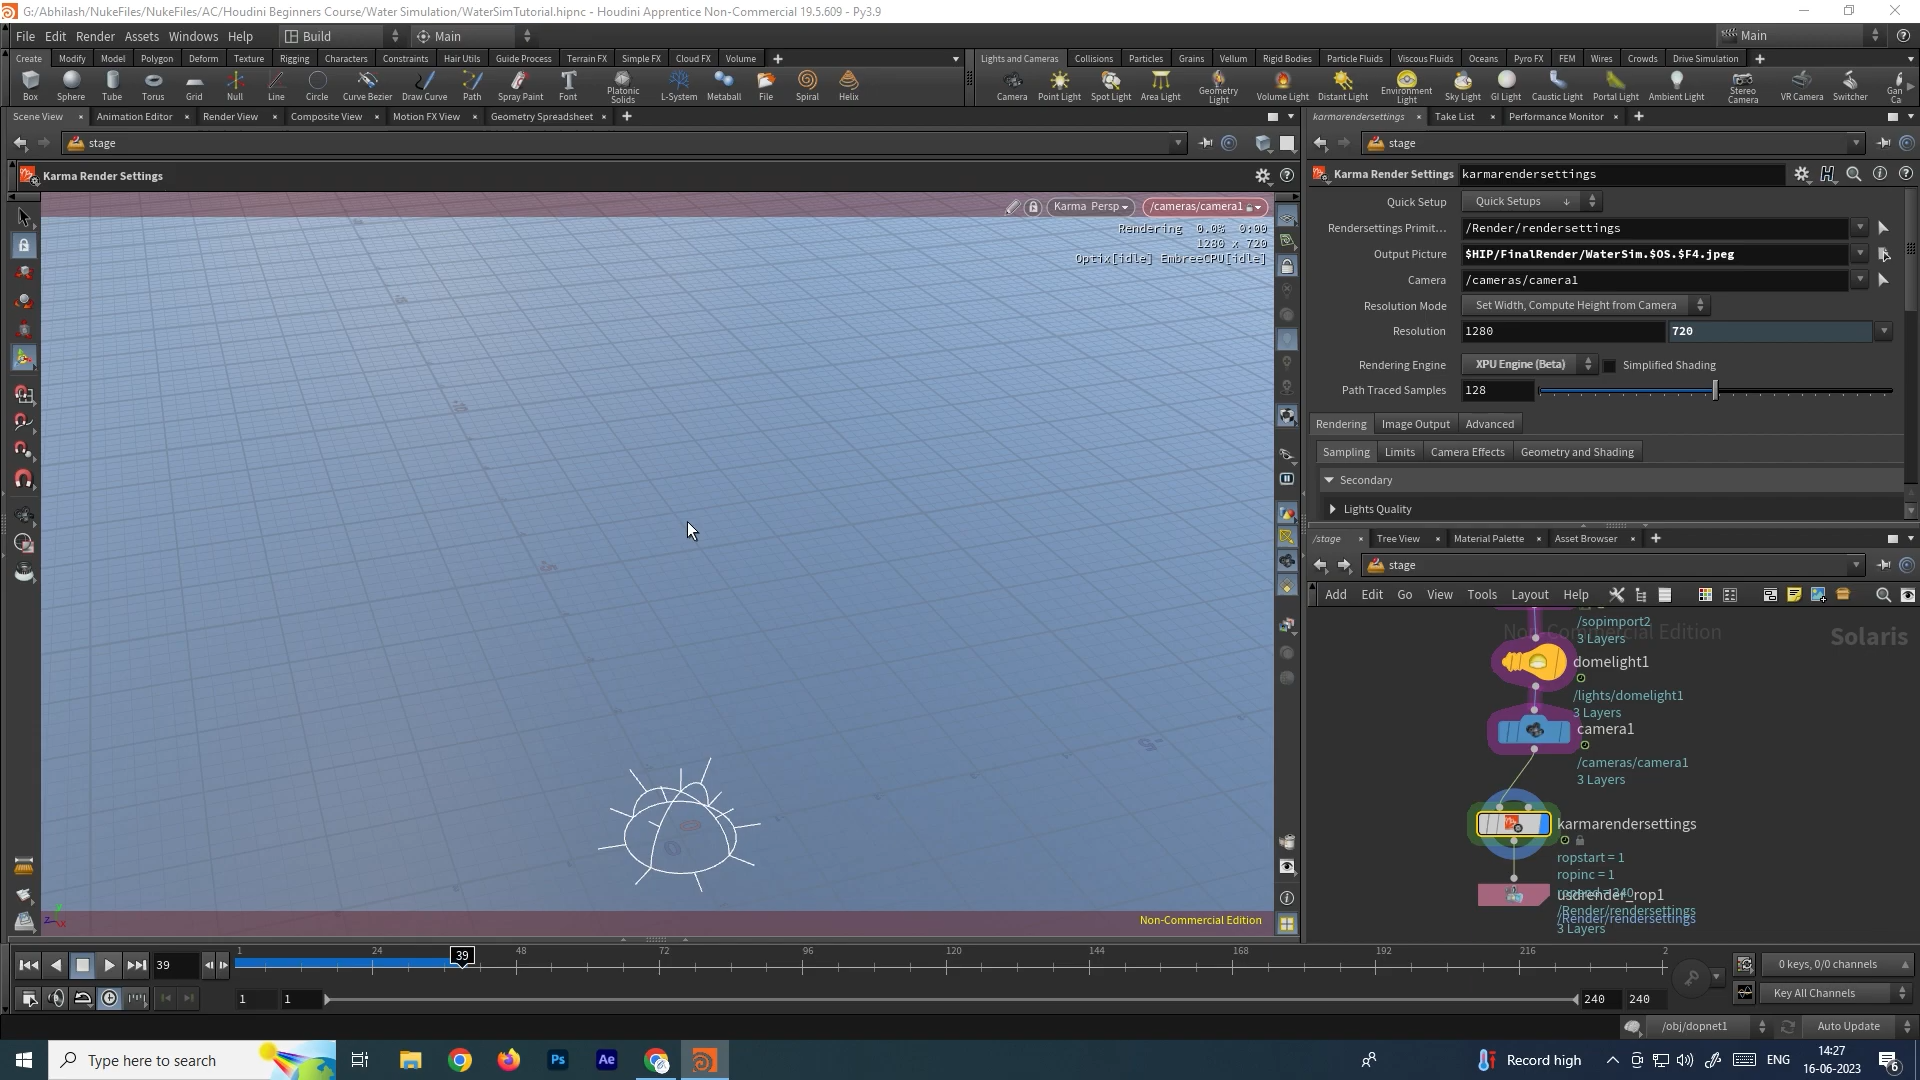 G:/Abhilash/NukeFiles/NukeFiles/AC/Houdini Beginners Course/Water Simulation/WaterSimTutorial.hipnc - Houdini Apprentice Non-Commercial 19.5.609 - Py3.9
File Edit Render Assets Windows Help Build Main Main
Create Modify Model Polygon Deform Texture Rigging Characters Constraints Hair Utils Guide Process Terrain FX Simple FX Cloud FX Volume
Lights and Cameras Collisions Particles Grains Vellum Rigid Bodies Particle Fluids Viscous Fluids Oceans Pyro FX FEM Wires Crowds Drive Simulation
Box Sphere Tube Torus Grid Null Line Circle Curve Bezier Draw Curve Path Spray Paint Font Platonic Solids L-System Metaball File Spiral Helix
Camera Point Light Spot Light Area Light Geometry Light Volume Light Distant Light Environment Light Sky Light GI Light Caustic Light Portal Light Ambient Light Stereo Camera VR Camera Switcher Gan Ca
Scene View Animation Editor Render View Composite View Motion FX View Geometry Spreadsheet
karmarendersettings Take List Performance Monitor
stage
stage
Karma Render Settings
Karma Render Settings karmarendersettings
Karma Persp /cameras/camera1
Rendering 0.0% 0:00
1280 x 720
Optix[idle] EmbreeCPU[idle]
Quick Setup Quick Setups
Rendersettings Primit... /Render/rendersettings
Output Picture $HIP/FinalRender/WaterSim.$OS.$F4.jpeg
Camera /cameras/camera1
Resolution Mode Set Width, Compute Height from Camera
Resolution 1280 720
Rendering Engine XPU Engine (Beta) Simplified Shading
Path Traced Samples 128
Rendering Image Output Advanced
Sampling Limits Camera Effects Geometry and Shading
Secondary
Lights Quality
/stage Tree View Material Palette Asset Browser
stage
Add Edit Go View Tools Layout Help
Non-Commercial Edition
Solaris
/sopimport2
3 Layers
domelight1
/lights/domelight1
3 Layers
camera1
/cameras/camera1
3 Layers
karmarendersettings
ropstart = 1
ropinc = 1
usdrender_rop1
/Render/rendersettings
/Render/rendersettings
3 Layers
Non-Commercial Edition
39
1 24 39 48 72 96 120 144 168 192 216 2
1 1 240 240
0 keys, 0/0 channels
Key All Channels
/obj/dopnet1 Auto Update
Type here to search
Ps Ae
Record high
ENG
14:27
16-06-2023
6